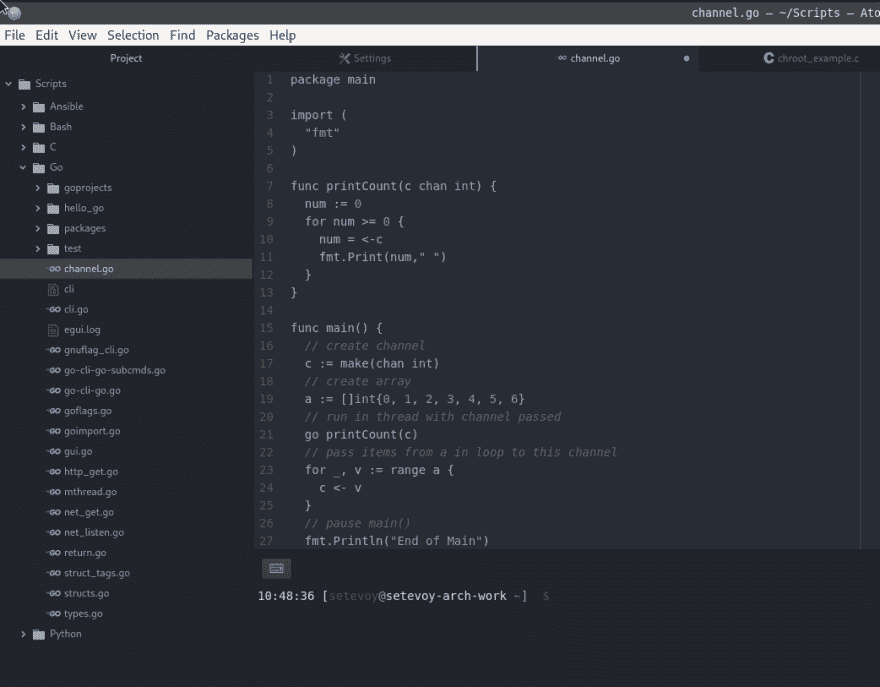 channel.go — ~/Scripts — Ato
File Edit View Selection Find Packages Help
Project
Settings
channel.go
chroot_example.c
Scripts
Ansible
Bash
C
Go
goprojects
hello_go
packages
test
channel.go
cli
cli.go
egui.log
gnuflag_cli.go
go-cli-go-subcmds.go
go-cli-go.go
goflags.go
goimport.go
gui.go
http_get.go
mthread.go
net_get.go
net_listen.go
return.go
struct_tags.go
structs.go
types.go
Python
1 package main
2
3 import (
4   "fmt"
5 )
6
7 func printCount(c chan int) {
8   num := 0
9   for num >= 0 {
10     num = <-c
11     fmt.Print(num," ")
12   }
13 }
14
15 func main() {
16   // create channel
17   c := make(chan int)
18   // create array
19   a := []int{0, 1, 2, 3, 4, 5, 6}
20   // run in thread with channel passed
21   go printCount(c)
22   // pass items from a in loop to this channel
23   for _, v := range a {
24     c <- v
25   }
26   // pause main()
27   fmt.Println("End of Main")
10:48:36 [setevoy@setevoy-arch-work ~]  $